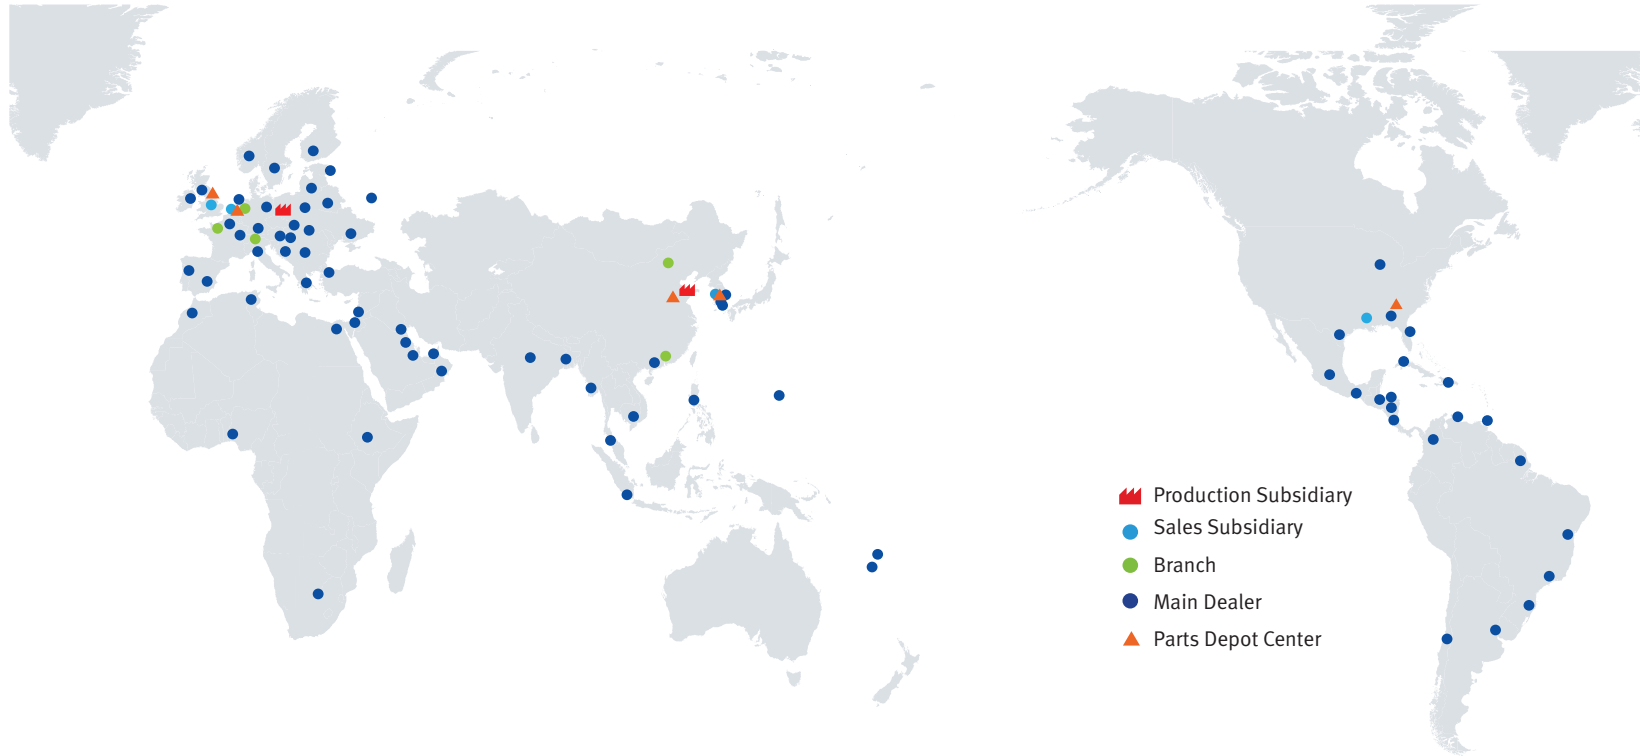 Production Subsidiary
Sales Subsidiary
Branch
Main Dealer
Parts Depot Center